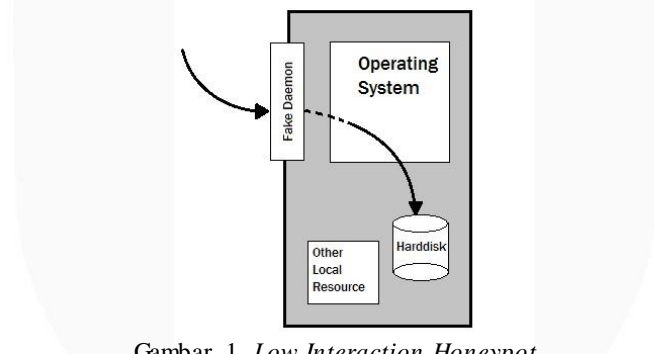 Operating
System
Fake Daemon
Harddisk
Other
Local
Resource
Gambar 1. Low Interaction Honeypot